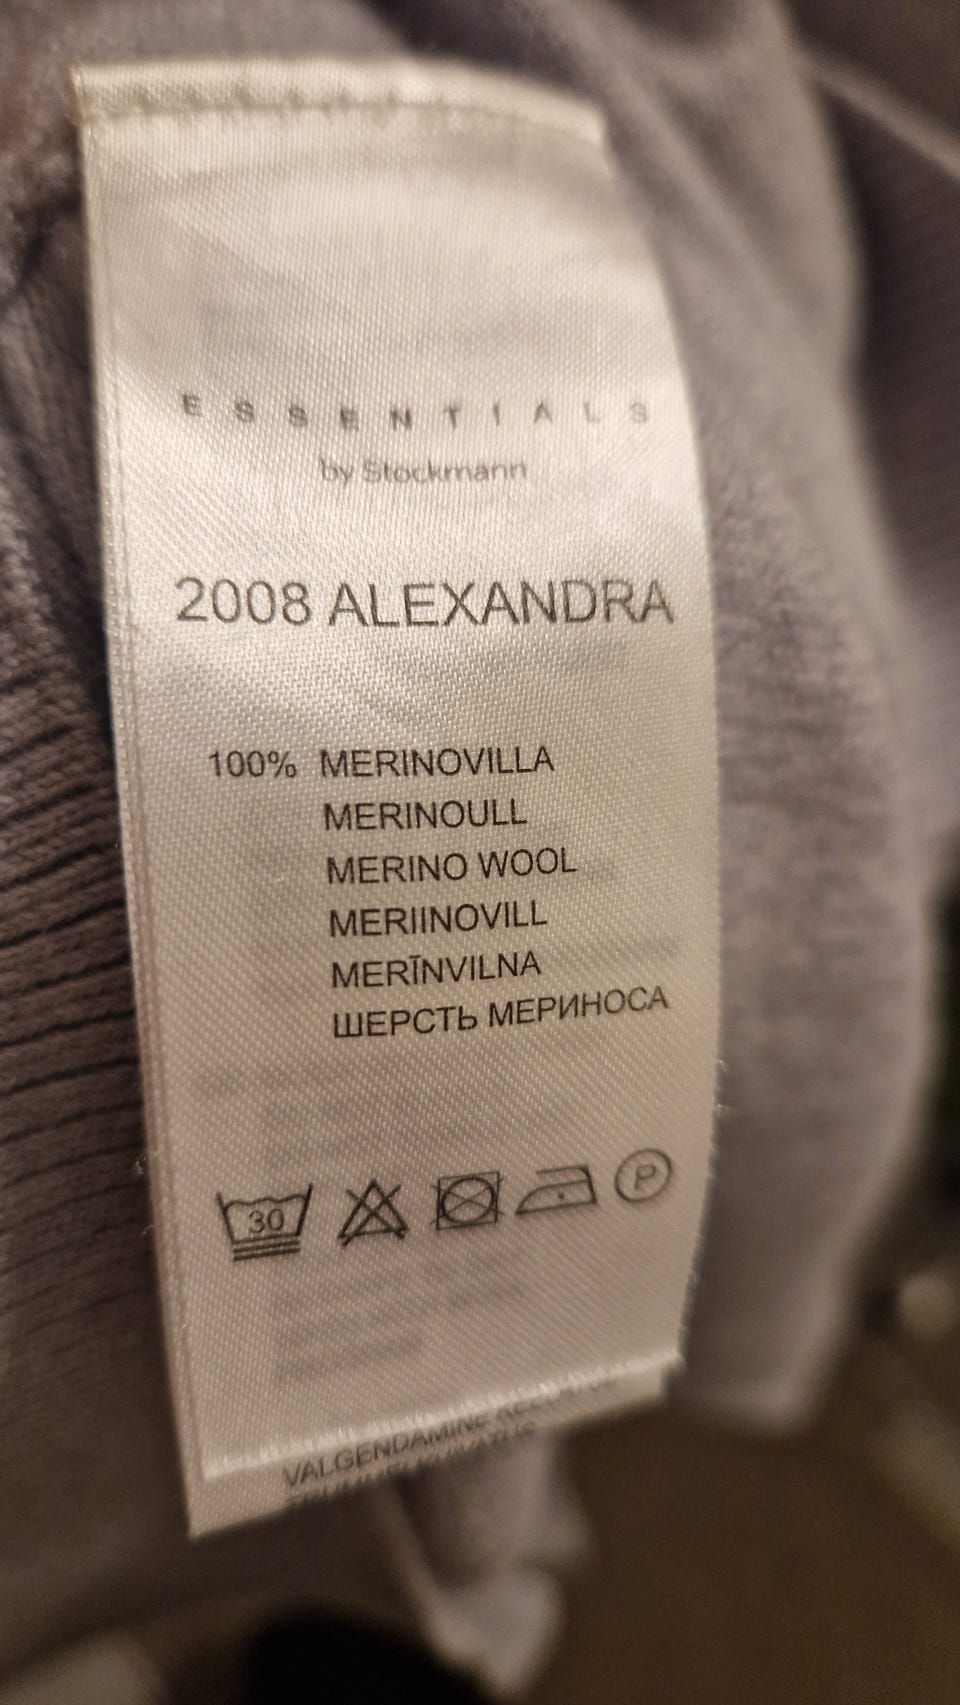 ESSENTIALS
by Stockmann
2008 ALEXANDRA
100% MERINOVILLA
MERINOULL
MERINO WOOL
MERIINOVILL
MERĪNVILNA
ШЕРСТЬ МЕРИНОСА
30
P
VALGENDAMINE